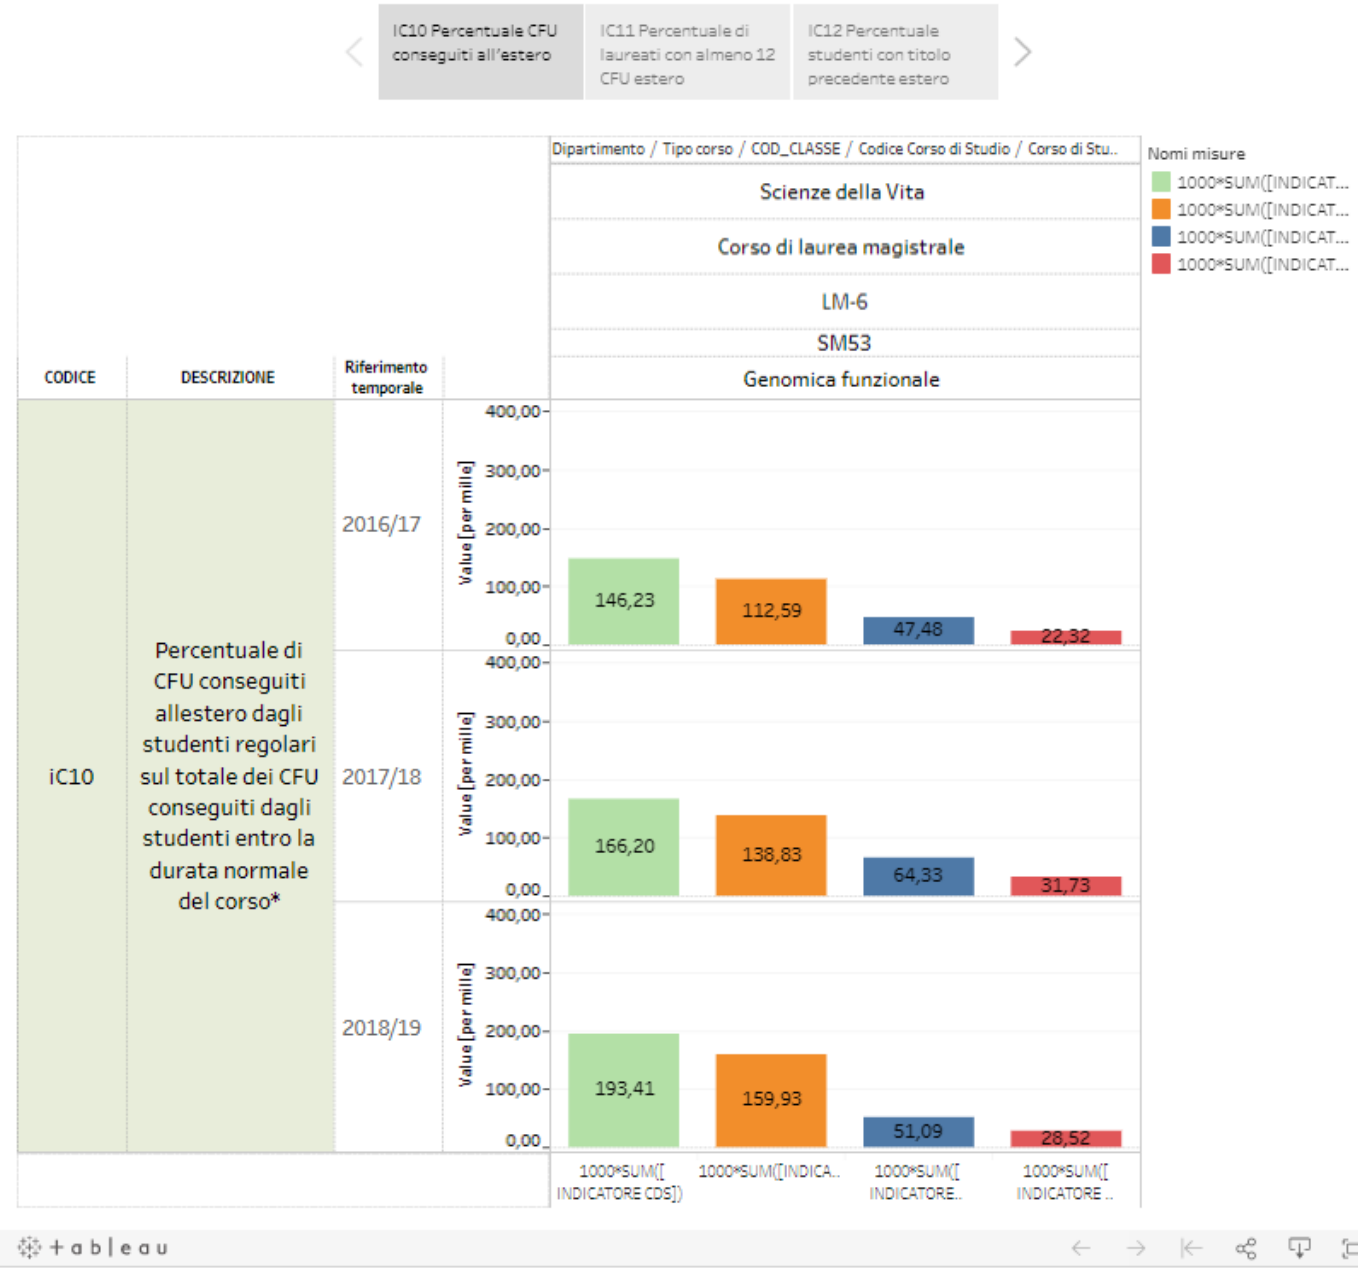 IC10 Percentuale CFU
conseguiti all'estero
IC11 Percentuale di
laureati con almeno 12
CFU estero
IC12 Percentuale
studenti con titolo
precedente estero
Dipartimento / Tipo corso / COD_CLASSE / Codice Corso di Studio / Corso di Stu..
Nomi misure
1000*SUM([INDICAT...
1000*SUM([INDICAT...
1000*SUM([INDICAT...
1000*SUM([INDICAT...
Scienze della Vita
Corso di laurea magistrale
LM-6
SM53
Genomica funzionale
CODICE
DESCRIZIONE
Riferimento
temporale
iC10
Percentuale di
CFU conseguiti
allestero dagli
studenti regolari
sul totale dei CFU
conseguiti dagli
studenti entro la
durata normale
del corso*
2016/17
Value [per mille]
400,00
300,00
200,00
100,00
0,00
146,23
112,59
47,48
22,32
2017/18
Value [per mille]
400,00
300,00
200,00
100,00
0,00
166,20
138,83
64,33
31,73
2018/19
Value [per mille]
400,00
300,00
200,00
100,00
0,00
193,41
159,93
51,09
28,52
1000*SUM([
INDICATORE CDS])
1000*SUM([INDICA..
1000*SUM([
INDICATORE..
1000*SUM([
INDICATORE ..
+ableau